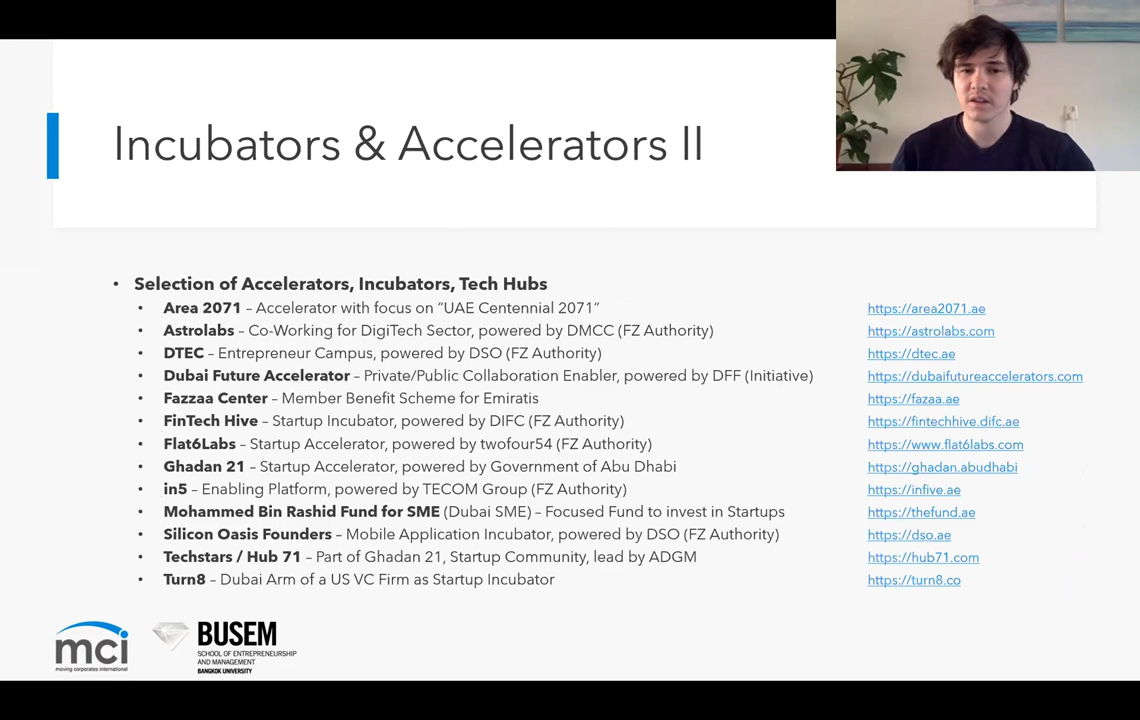 Incubators & Accelerators II
• Selection of Accelerators, Incubators, Tech Hubs
• Area 2071 – Accelerator with focus on “UAE Centennial 2071“ https://area2071.ae
• Astrolabs – Co-Working for DigiTech Sector, powered by DMCC (FZ Authority) https://astrolabs.com
• DTEC – Entrepreneur Campus, powered by DSO (FZ Authority) https://dtec.ae
• Dubai Future Accelerator – Private/Public Collaboration Enabler, powered by DFF (Initiative) https://dubaifutureaccelerators.com
• Fazzaa Center – Member Benefit Scheme for Emiratis https://fazaa.ae
• FinTech Hive – Startup Incubator, powered by DIFC (FZ Authority) https://fintechhive.difc.ae
• Flat6Labs – Startup Accelerator, powered by twofour54 (FZ Authority) https://www.flat6labs.com
• Ghadan 21 – Startup Accelerator, powered by Government of Abu Dhabi https://ghadan.abudhabi
• in5 – Enabling Platform, powered by TECOM Group (FZ Authority) https://infive.ae
• Mohammed Bin Rashid Fund for SME (Dubai SME) – Focused Fund to invest in Startups https://thefund.ae
• Silicon Oasis Founders – Mobile Application Incubator, powered by DSO (FZ Authority) https://dso.ae
• Techstars / Hub 71 – Part of Ghadan 21, Startup Community, lead by ADGM https://hub71.com
• Turn8 – Dubai Arm of a US VC Firm as Startup Incubator https://turn8.co
mci
moving corporates international
BUSEM
SCHOOL OF ENTREPRENEURSHIP
AND MANAGEMENT
BANGKOK UNIVERSITY